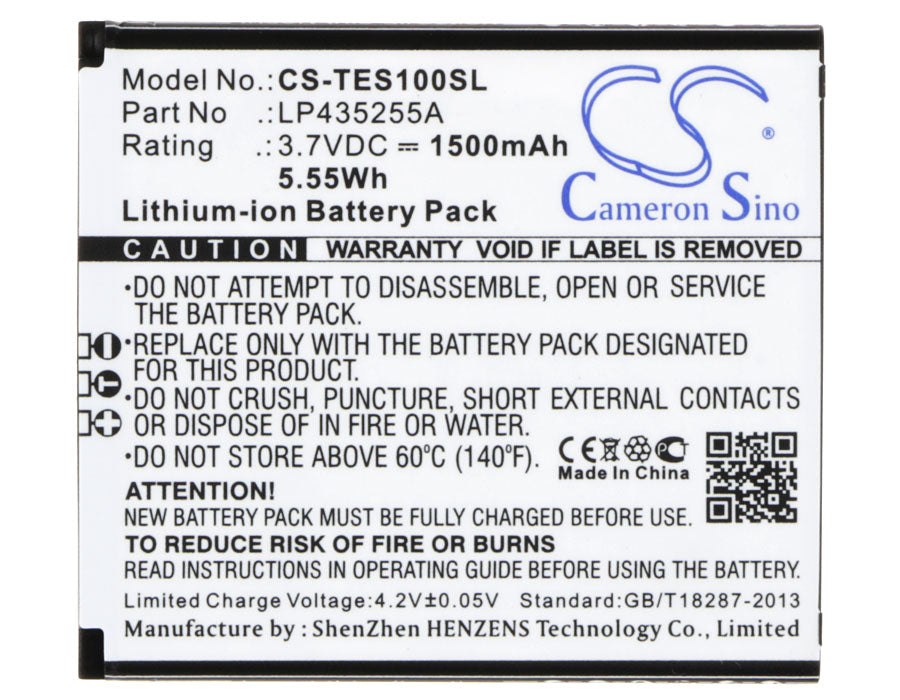 Model No.: CS-TES100SL
Part No .: LP435255A
Rating .: 3.7VDC ⎓ 1500mAh
5.55Wh
Lithium-ion Battery Pack
CS ®
Cameron Sino
CAUTION WARRANTY VOID IF LABEL IS REMOVED
•DO NOT ATTEMPT TO DISASSEMBLE, OPEN OR SERVICE
THE BATTERY PACK.
•REPLACE ONLY WITH THE BATTERY PACK DESIGNATED
FOR THIS PRODUCT.
•DO NOT CRUSH, PUNCTURE, SHORT EXTERNAL CONTACTS
OR DISPOSE OF IN FIRE OR WATER.
•DO NOT STORE ABOVE 60°C (140°F).
CE PCT
Made In China
ATTENTION!
NEW BATTERY PACK MUST BE FULLY CHARGED BEFORE USE.
TO REDUCE RISK OF FIRE OR BURNS
READ INSTRUCTIONS IN OPERATING GUIDE BEFORE USING THE BATTERY.
Limited Charge Voltage:4.2V±0.05V Standard:GB/T18287-2013
Manufacture by : ShenZhen HENZENS Technology Co., Limited